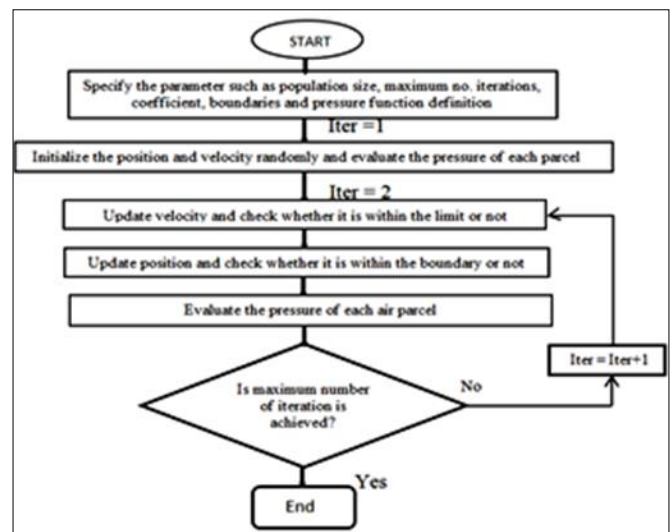 START
Specify the parameter such as population size, maximum no. iterations,
coefficient, boundaries and pressure function definition
Iter =1
Initialize the position and velocity randomly and evaluate the pressure of each parcel
Iter = 2
Update velocity and check whether it is within the limit or not
Update position and check whether it is within the boundary or not
Evaluate the pressure of each air parcel
Iter = Iter+1
Is maximum number
of iteration is
achieved?
No
Yes
End